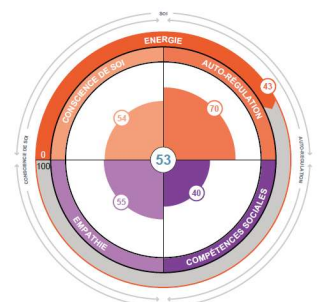 SOI
ENERGIE
CONSCIENCE DE SOI
AUTO-RÉGULATION
43
54
70
CONSCIENCE DE SOI
AUTO-RÉGULATION
0
53
100
55
40
EMPATHIE
COMPÉTENCES SOCIALES